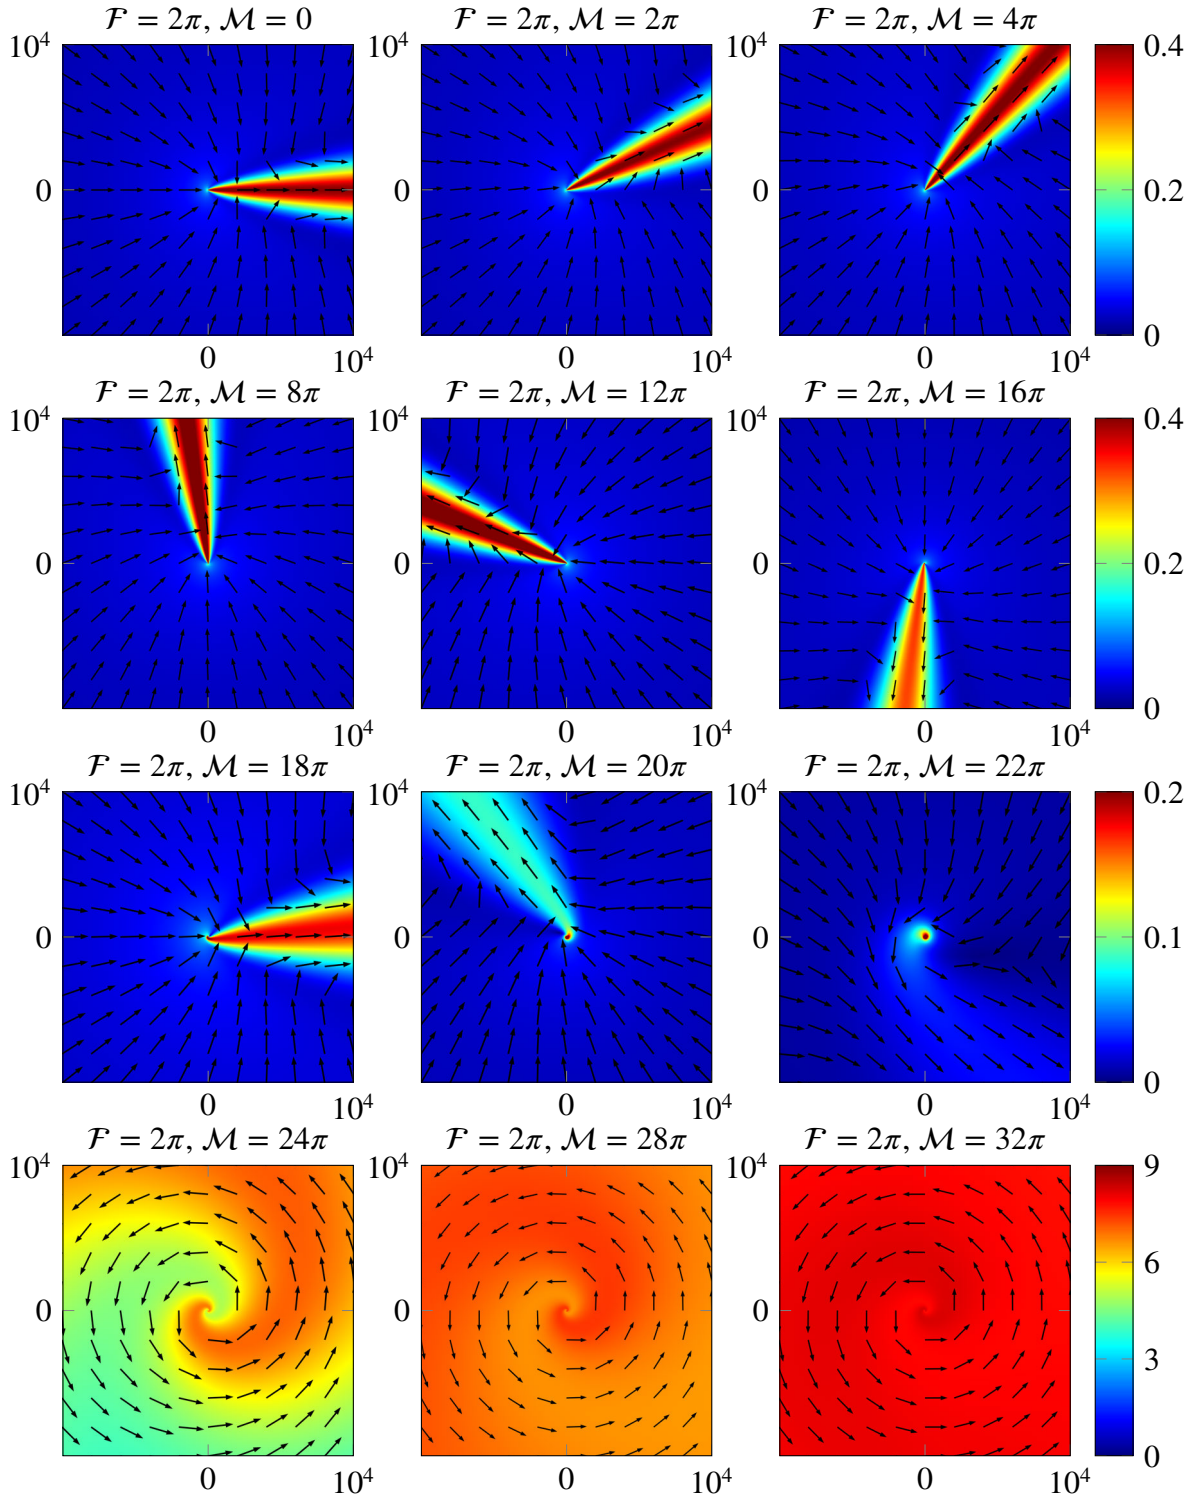 ℱ = 2π, ℳ = 0 ℱ = 2π, ℳ = 2π ℱ = 2π, ℳ = 4π
10⁴ 10⁴ 10⁴ 0.4
0 0 0 0.2
0
0 10⁴ 0 10⁴ 0 10⁴
ℱ = 2π, ℳ = 8π ℱ = 2π, ℳ = 12π ℱ = 2π, ℳ = 16π
10⁴ 10⁴ 10⁴ 0.4
0 0 0 0.2
0
0 10⁴ 0 10⁴ 0 10⁴
ℱ = 2π, ℳ = 18π ℱ = 2π, ℳ = 20π ℱ = 2π, ℳ = 22π
10⁴ 10⁴ 10⁴ 0.2
0 0 0 0.1
0
0 10⁴ 0 10⁴ 0 10⁴
ℱ = 2π, ℳ = 24π ℱ = 2π, ℳ = 28π ℱ = 2π, ℳ = 32π
10⁴ 10⁴ 10⁴ 9
6
0 0 0
3
0
0 10⁴ 0 10⁴ 0 10⁴